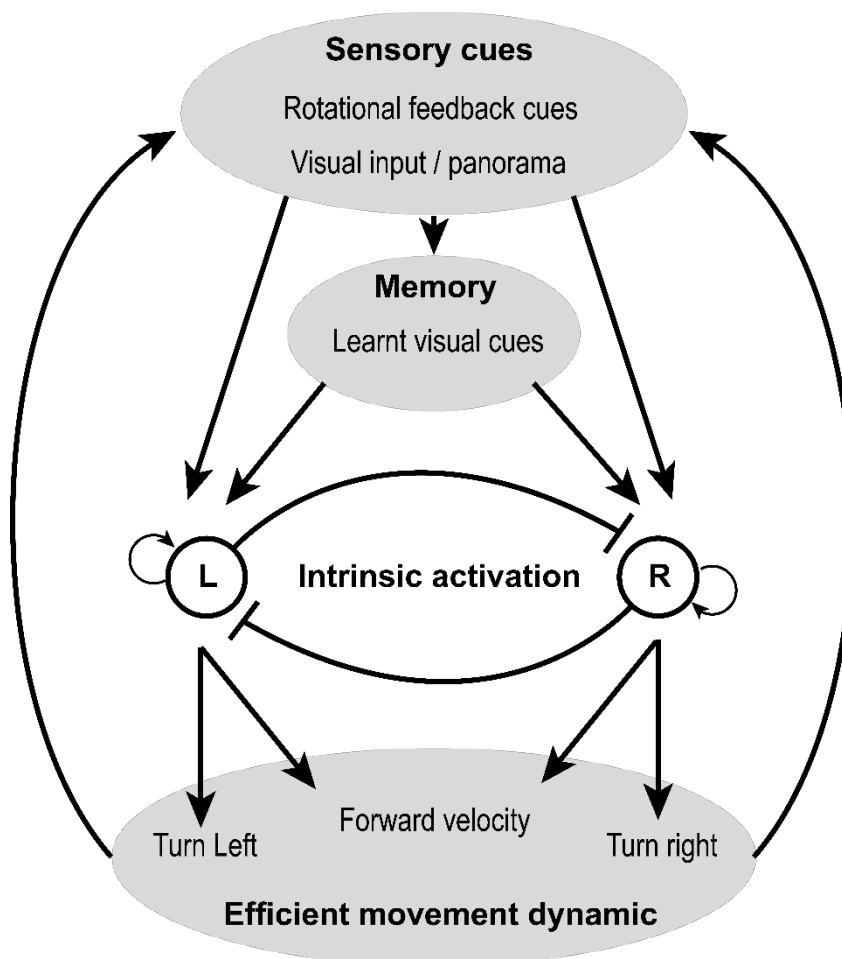 Sensory cues
Rotational feedback cues
Visual input / panorama
Memory
Learnt visual cues
L
Intrinsic activation
R
Turn Left
Forward velocity
Turn right
Efficient movement dynamic